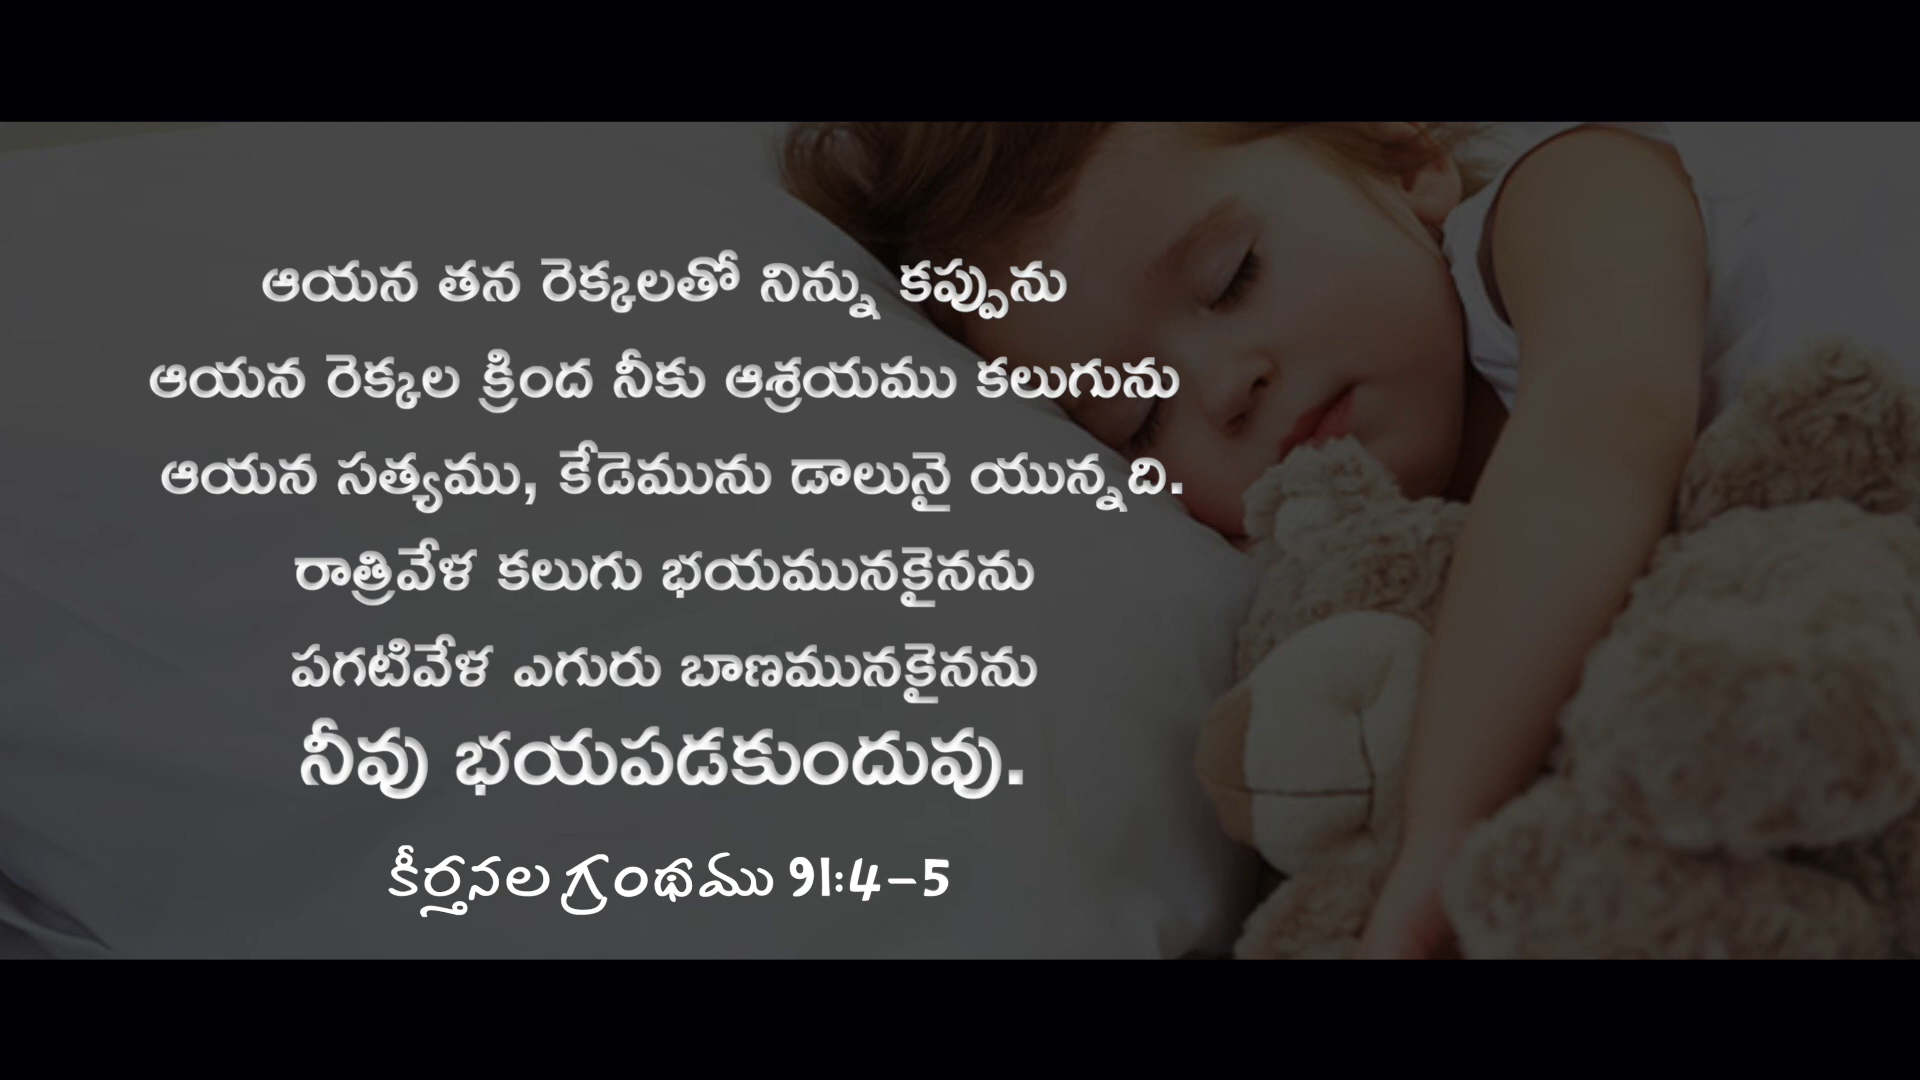 ఆయన తన రెక్కలతో నిన్ను కప్పును
ఆయన రెక్కల క్రింద నీకు ఆశ్రయము కలుగును
ఆయన సత్యము, కేడెమును డాలునై యున్నది.
రాత్రివేళ కలుగు భయమునకైనను
పగటివేళ ఎగురు బాణమునకైనను
నీవు భయపడకుందువు.
కీర్తనల గ్రంథము 91:4-5